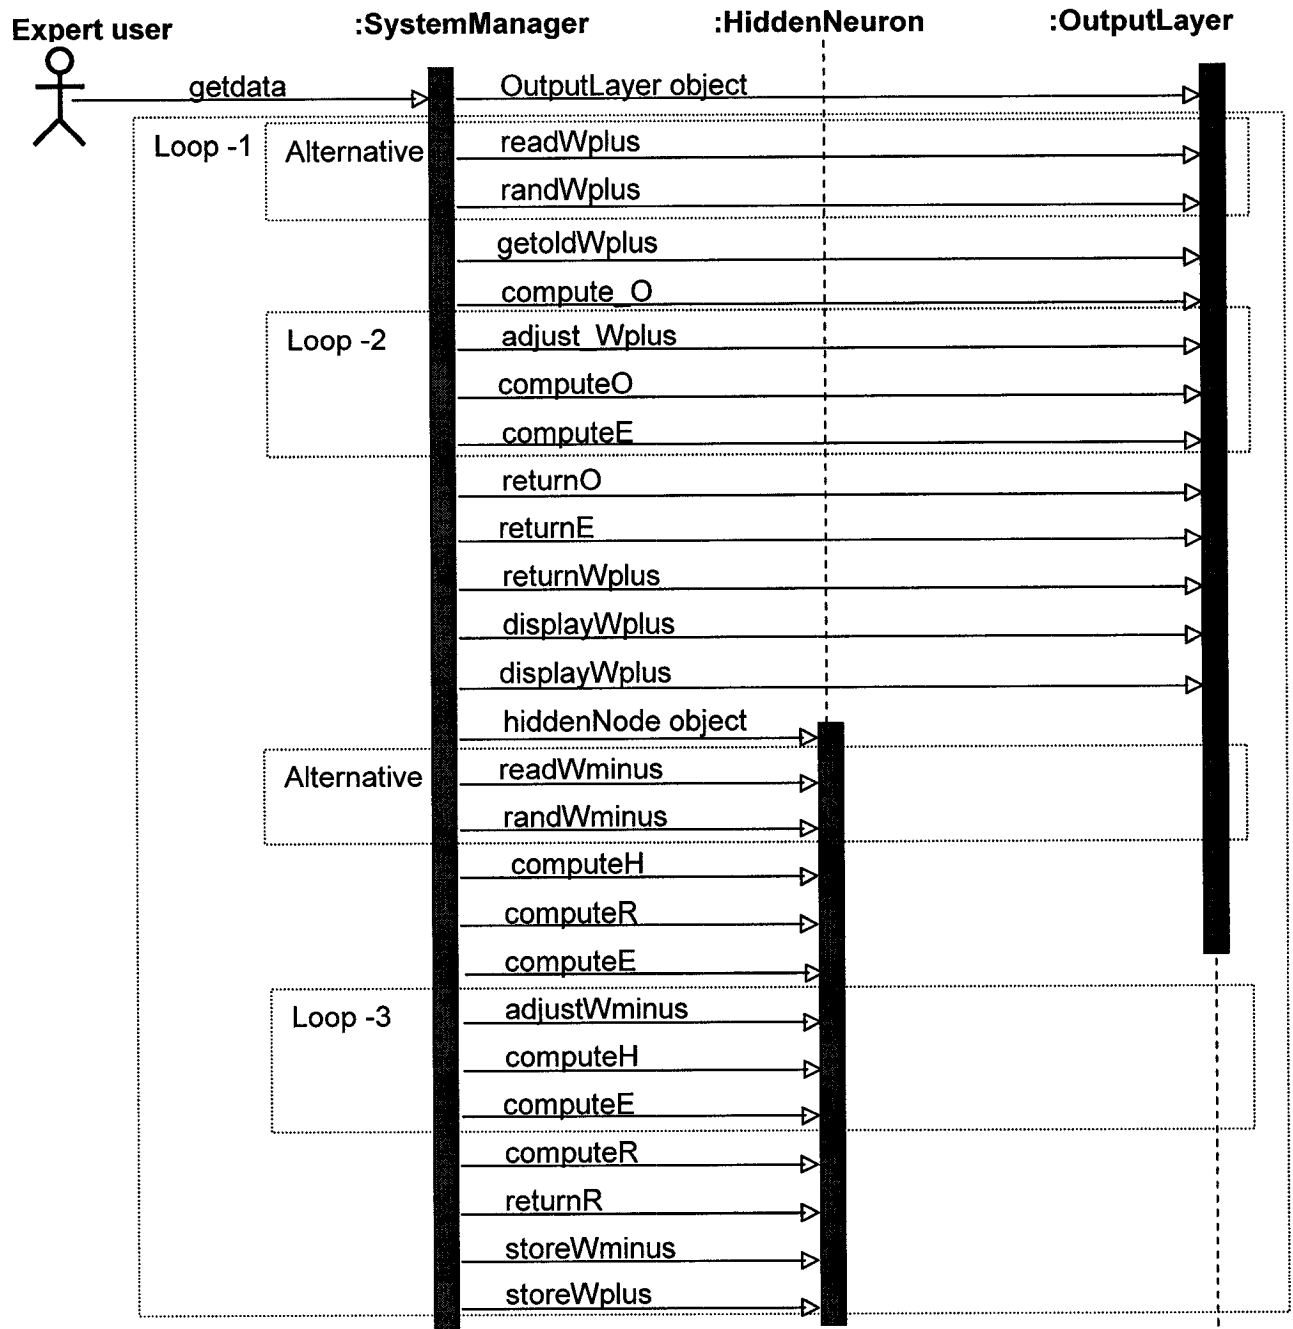 Expert user :SystemManager :HiddenNeuron :OutputLayer
getdata OutputLayer object
Loop -1 Alternative readWplus
randWplus
getoldWplus
compute_O
Loop -2 adjust_Wplus
computeO
computeE
returnO
returnE
returnWplus
displayWplus
displayWplus
hiddenNode object
Alternative readWminus
randWminus
computeH
computeR
computeE
Loop -3 adjustWminus
computeH
computeE
computeR
returnR
storeWminus
storeWplus